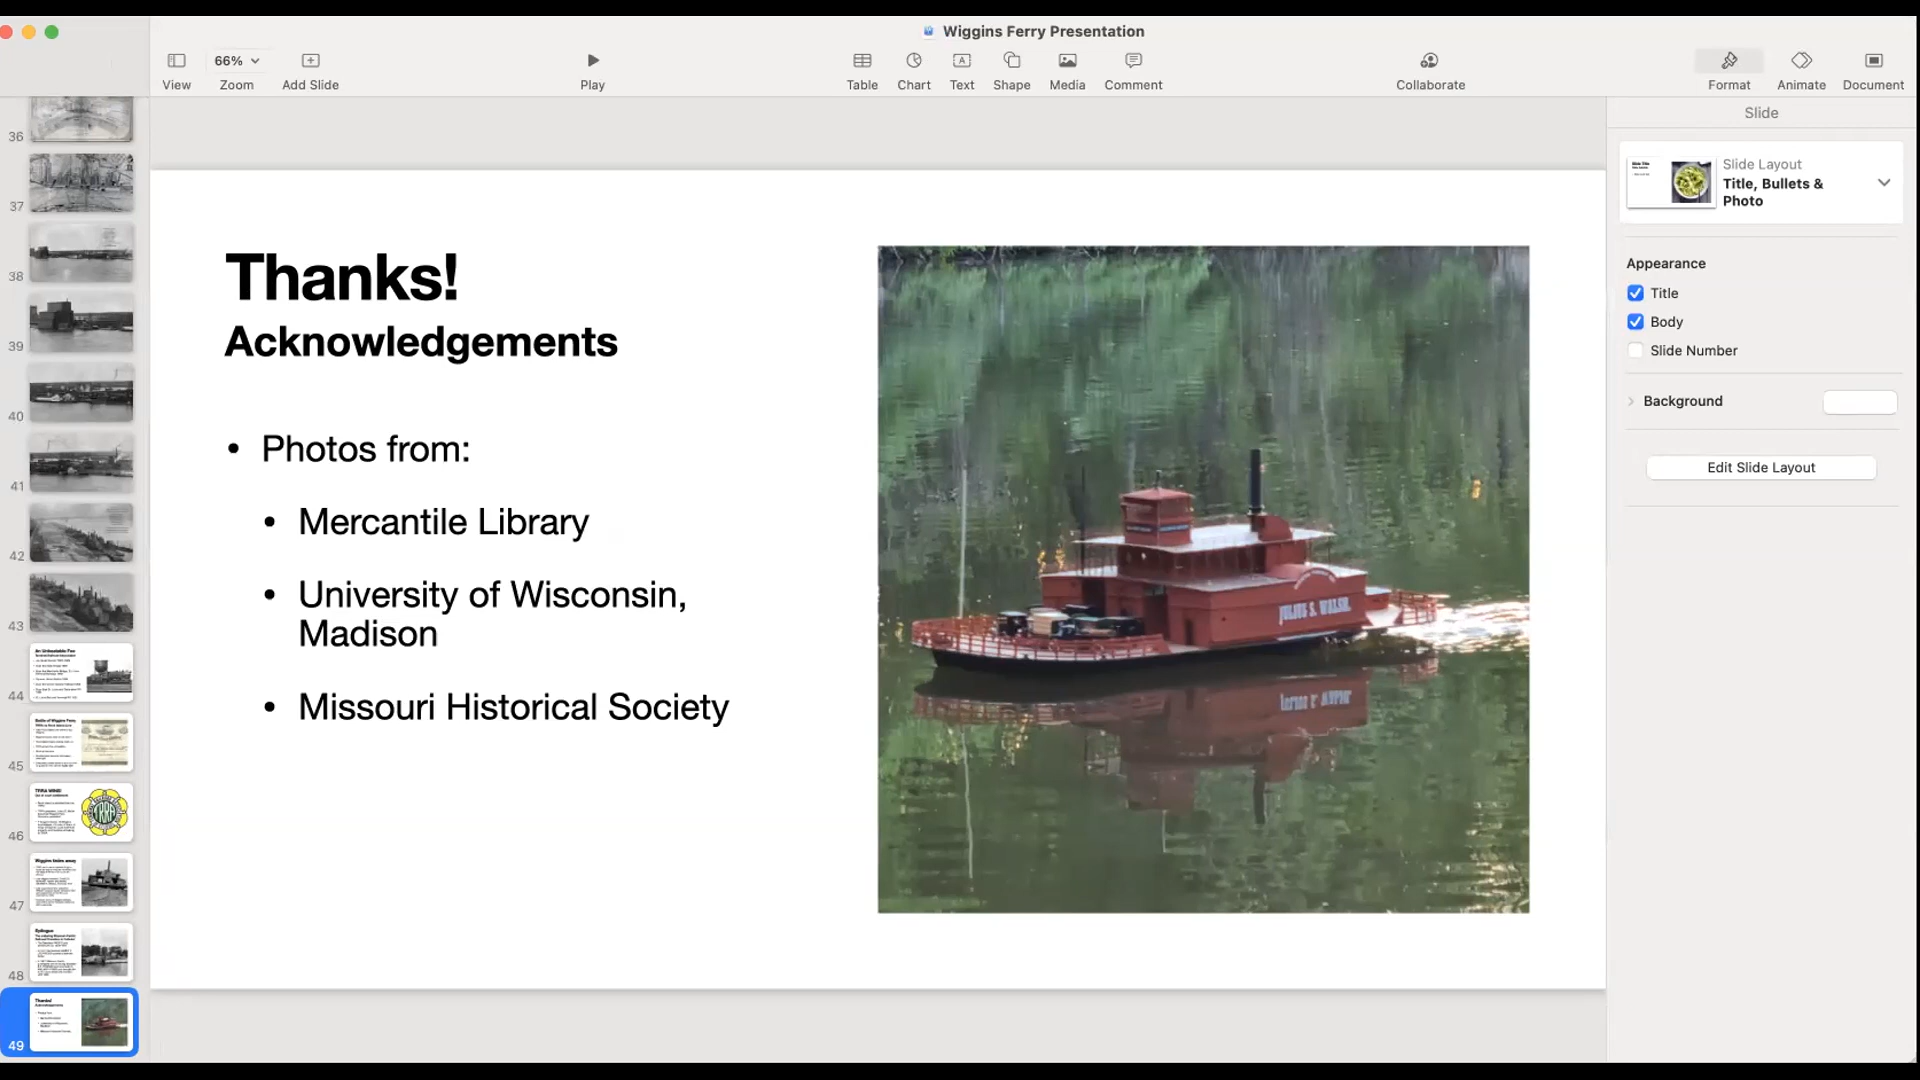 Wiggins Ferry Presentation
66%
View
Zoom
Add Slide
Play
Table
Chart
Text
Shape
Media
Comment
Collaborate
Format
Animate
Document
Slide
36
37
38
39
40
41
42
43
44
45
46
47
48
49
Thanks!
Acknowledgements
• Photos from:
• Mercantile Library
• University of Wisconsin,
Madison
• Missouri Historical Society
JULIUS S. WALSH
Slide Layout
Title, Bullets &
Photo
Appearance
Title
Body
Slide Number
Background
Edit Slide Layout